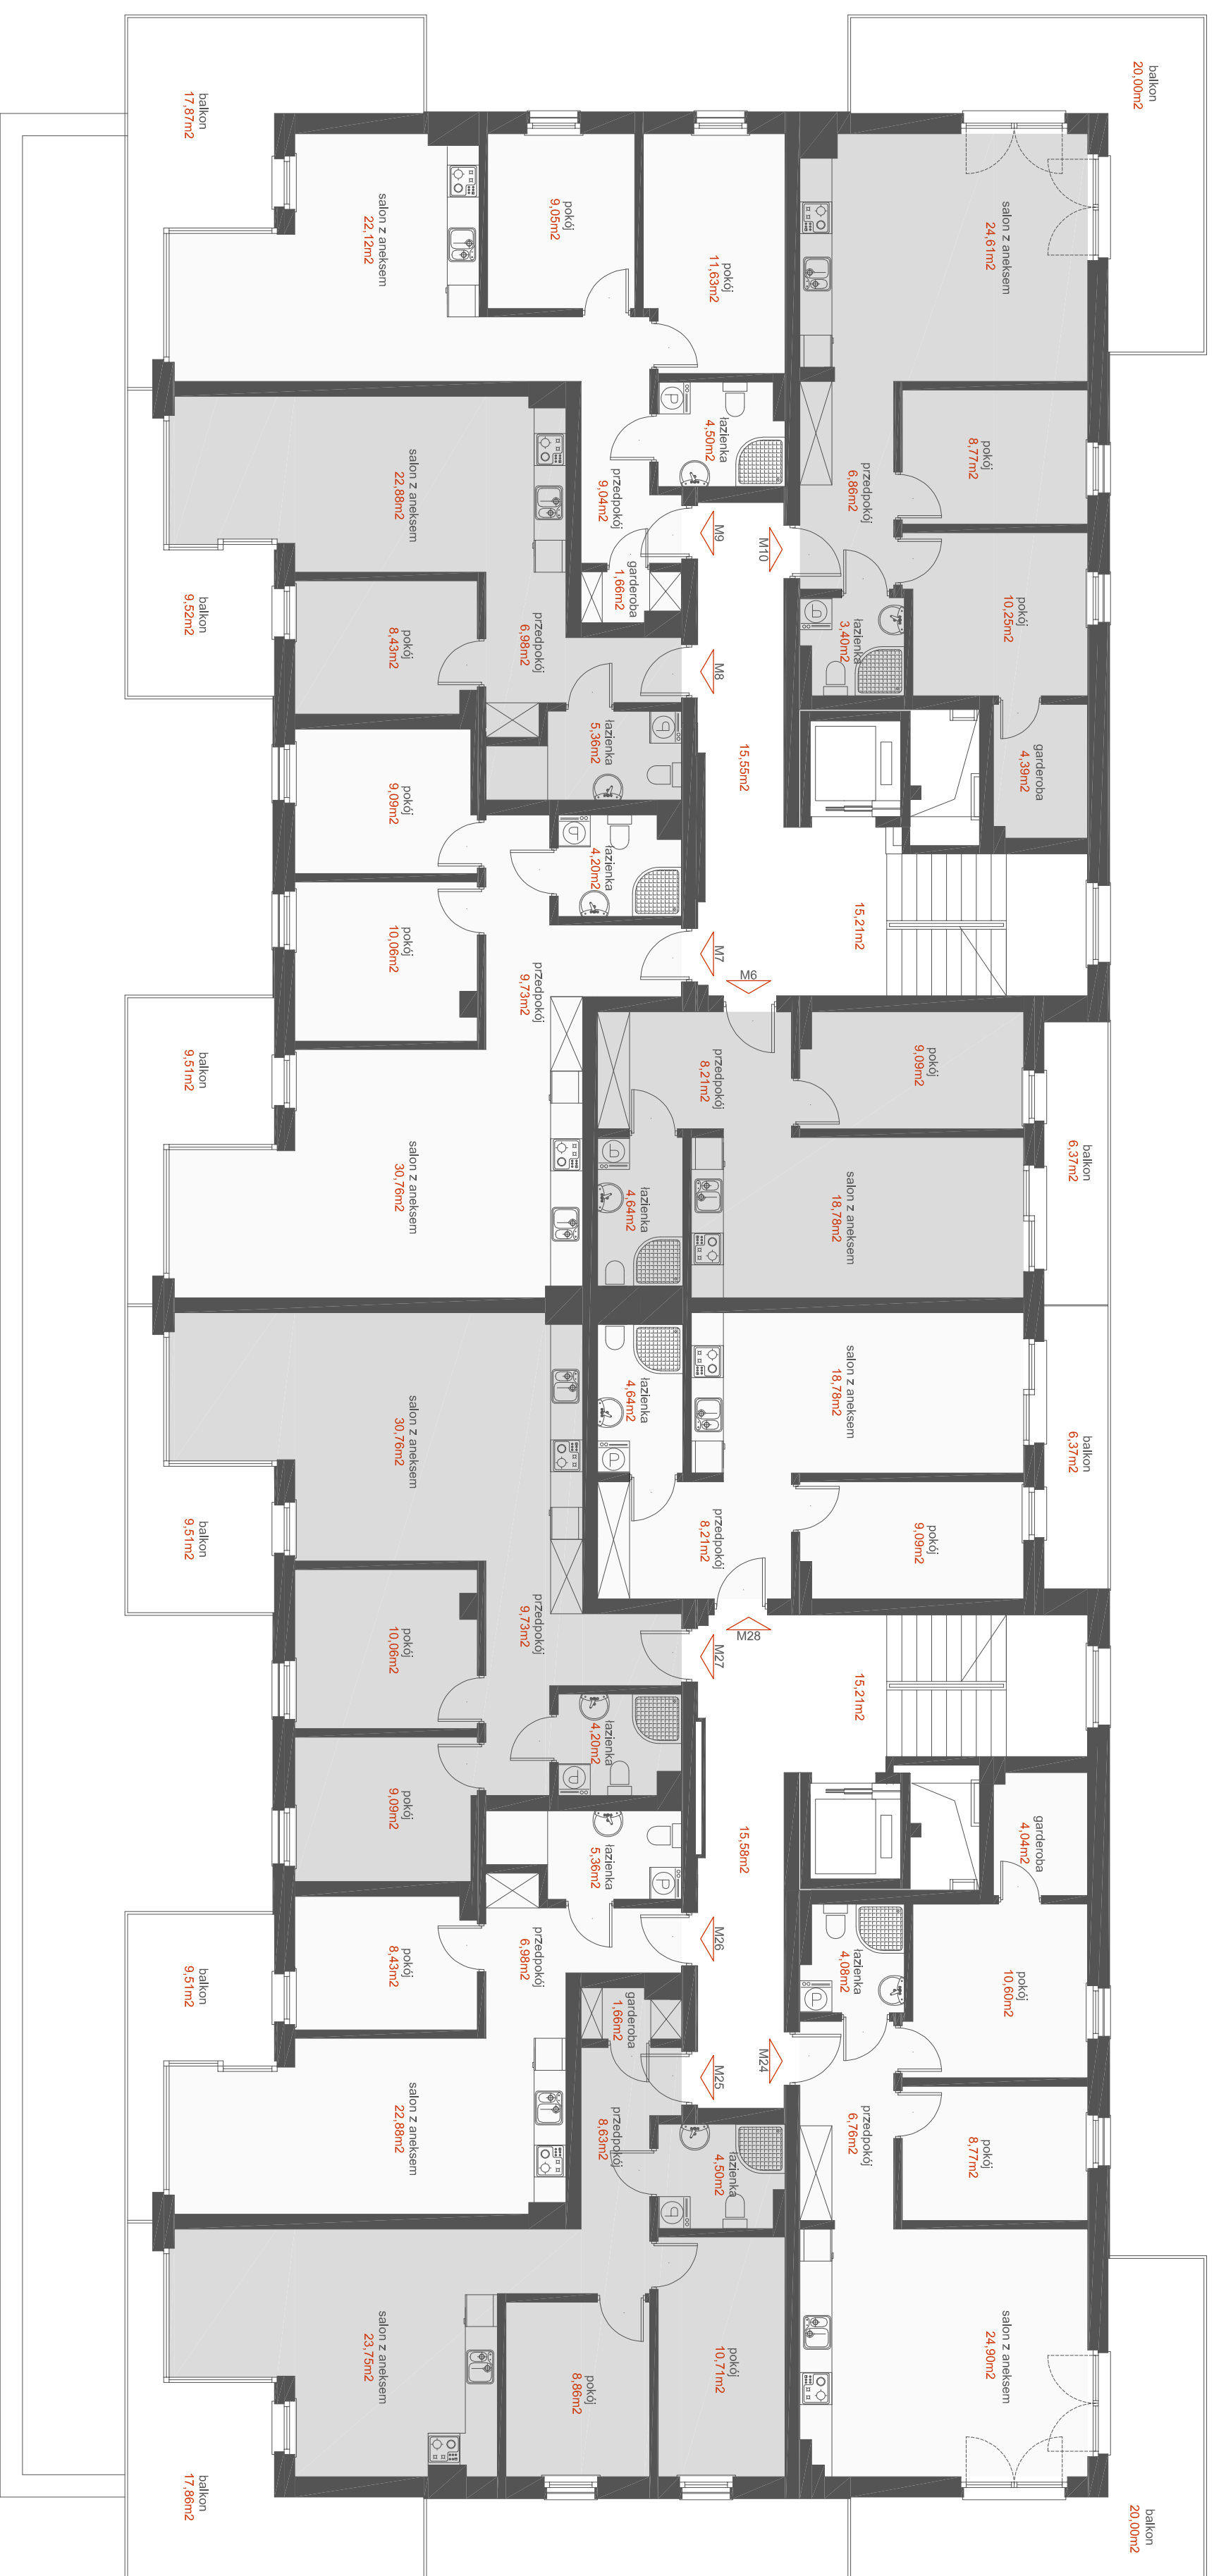 balkon
20,00m2
balkon
17,87m2
salon z aneksem
24,61m2
salon z aneksem
22,12m2
pokój
9,05m2
pokój
11,63m2
pokój
8,77m2
łazienka
4,50m2
przedpokój
6,86m2
przedpokój
9,04m2
salon z aneksem
22,88m2
M9
M10
garderoba
1,66m2
pokój
10,25m2
łazienka
3,40m2
balkon
9,52m2
pokój
8,43m2
przedpokój
6,98m2
M8
łazienka
5,36m2
15,55m2
garderoba
4,39m2
pokój
9,09m2
łazienka
4,20m2
15,21m2
pokój
10,06m2
przedpokój
9,73m2
M7
M6
balkon
9,51m2
przedpokój
8,21m2
pokój
9,09m2
balkon
6,37m2
salon z aneksem
30,76m2
łazienka
4,64m2
salon z aneksem
18,78m2
salon z aneksem
30,76m2
łazienka
4,64m2
salon z aneksem
18,78m2
balkon
6,37m2
balkon
9,51m2
przedpokój
8,21m2
pokój
9,09m2
przedpokój
9,73m2
M28
M27
pokój
10,06m2
15,21m2
łazienka
4,20m2
pokój
9,09m2
łazienka
5,36m2
15,58m2
garderoba
4,04m2
balkon
9,51m2
pokój
8,43m2
przedpokój
6,98m2
M26
łazienka
4,08m2
pokój
10,60m2
garderoba
1,66m2
M25
M24
salon z aneksem
22,88m2
przedpokój
8,63m2
łazienka
4,50m2
przedpokój
6,76m2
pokój
8,77m2
salon z aneksem
23,75m2
pokój
8,86m2
pokój
10,71m2
salon z aneksem
24,90m2
balkon
17,86m2
balkon
20,00m2